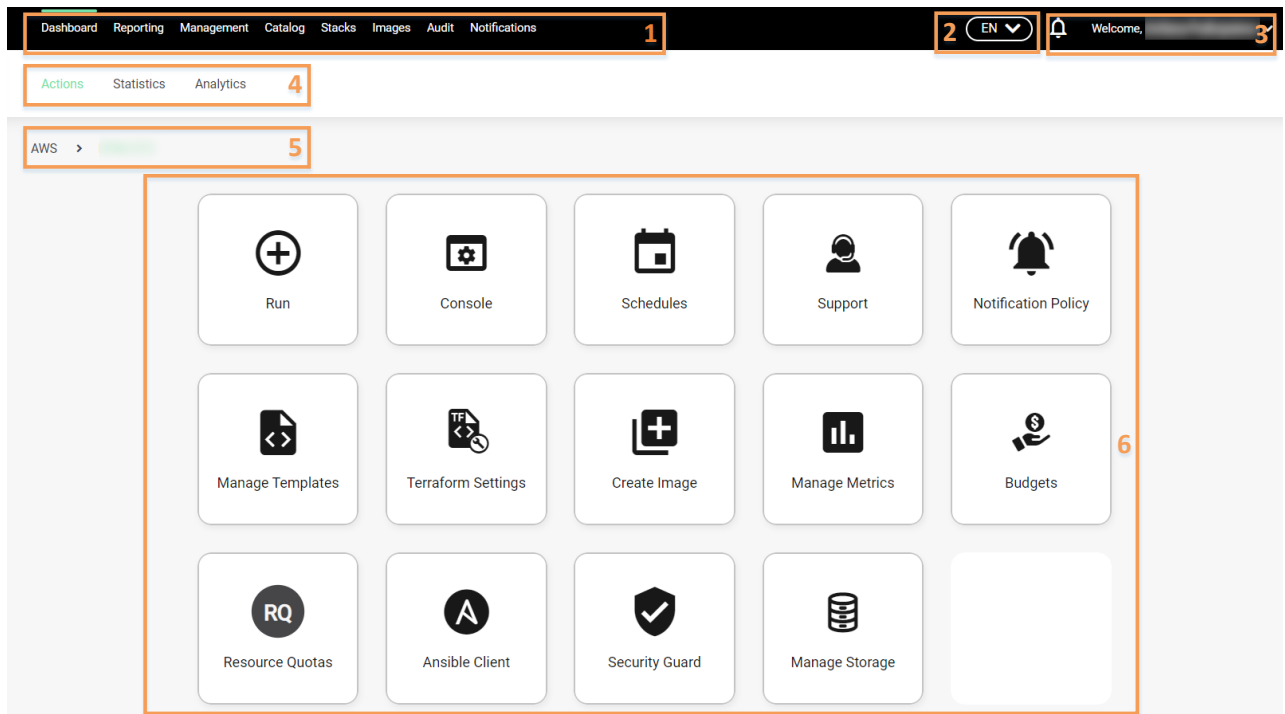 Dashboard Reporting Management Catalog Stacks Images Audit Notifications 1 2 EN Welcome, 3
Actions Statistics Analytics 4
AWS > 5
Run Console Schedules Support Notification Policy
TF
6
Manage Templates Terraform Settings Create Image Manage Metrics Budgets
RQ
Resource Quotas Ansible Client Security Guard Manage Storage